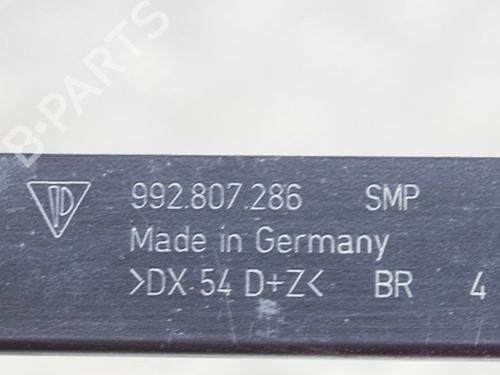 B-PARTS
992.807.286 SMP
Made in Germany
>DX 54 D+Z< BR 4